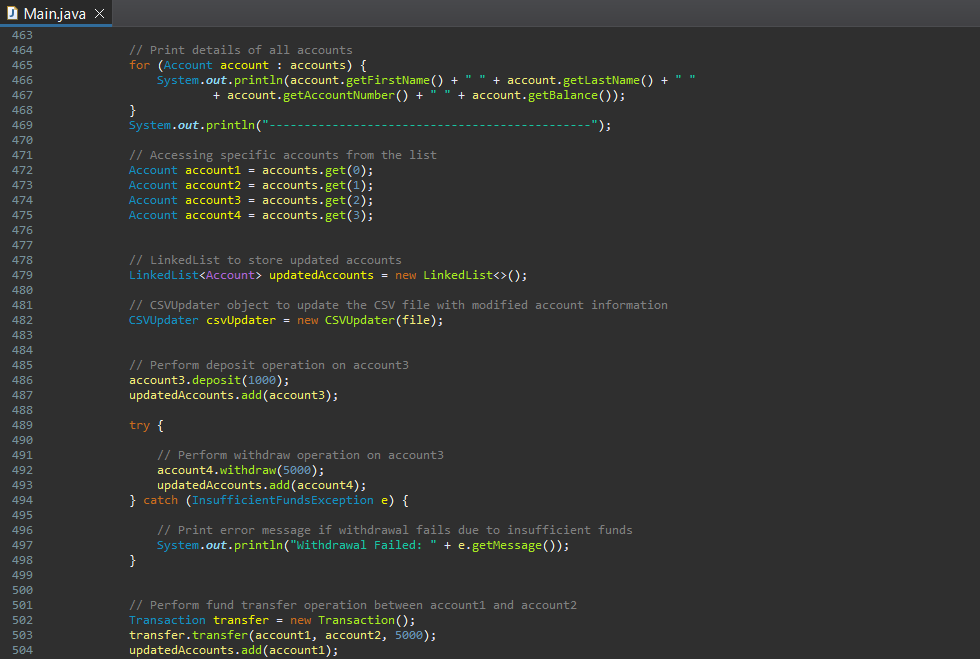 Main.java
463
464 // Print details of all accounts
465 for (Account account : accounts) {
466 System.out.println(account.getFirstName() + " " + account.getLastName() + " "
467 + account.getAccountNumber() + " " + account.getBalance());
468 }
469 System.out.println("----------------------------------------------");
470
471 // Accessing specific accounts from the list
472 Account account1 = accounts.get(0);
473 Account account2 = accounts.get(1);
474 Account account3 = accounts.get(2);
475 Account account4 = accounts.get(3);
476
477
478 // LinkedList to store updated accounts
479 LinkedList<Account> updatedAccounts = new LinkedList<>();
480
481 // CSVUpdater object to update the CSV file with modified account information
482 CSVUpdater csvUpdater = new CSVUpdater(file);
483
484
485 // Perform deposit operation on account3
486 account3.deposit(1000);
487 updatedAccounts.add(account3);
488
489 try {
490
491 // Perform withdraw operation on account3
492 account4.withdraw(5000);
493 updatedAccounts.add(account4);
494 } catch (InsufficientFundsException e) {
495
496 // Print error message if withdrawal fails due to insufficient funds
497 System.out.println("Withdrawal Failed: " + e.getMessage());
498 }
499
500
501 // Perform fund transfer operation between account1 and account2
502 Transaction transfer = new Transaction();
503 transfer.transfer(account1, account2, 5000);
504 updatedAccounts.add(account1);